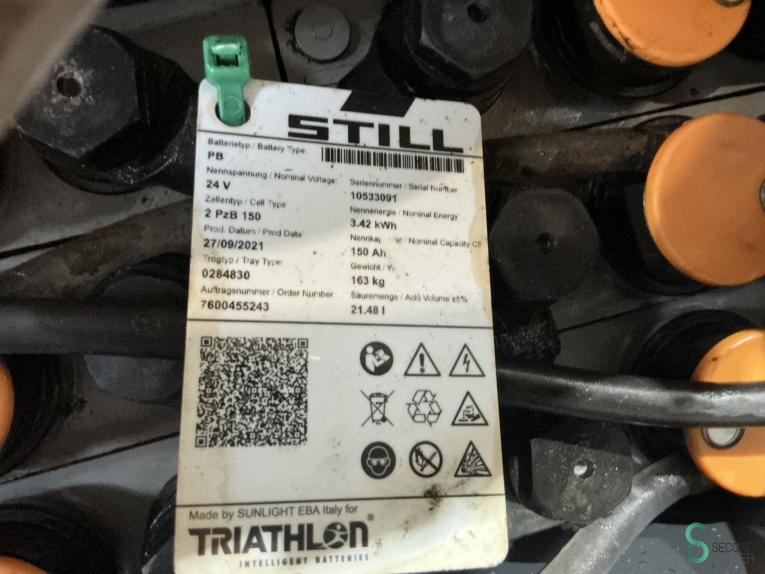 STILL
Batterietyp / Battery Type
PB
Nennspannung / Nominal Voltage
24 V
Zellentyp / Cell Type
2 PzB 150
Prod. Datum / Prod Date
27/09/2021
Trogtyp / Tray Type
0284830
Auftragsnummer / Order Number
7600455243
Seriennummer / Serial Number
10533091
Nennenergie / Nominal Energy
3.42 kWh
/ Nominal Capacity C5
150 Ah
Gewicht /
163 kg
Säuremenge / Acid Volume ±5%
21.48 l
Made by SUNLIGHT EBA Italy for
TRIATHLON®
INTELLIGENT BATTERIES